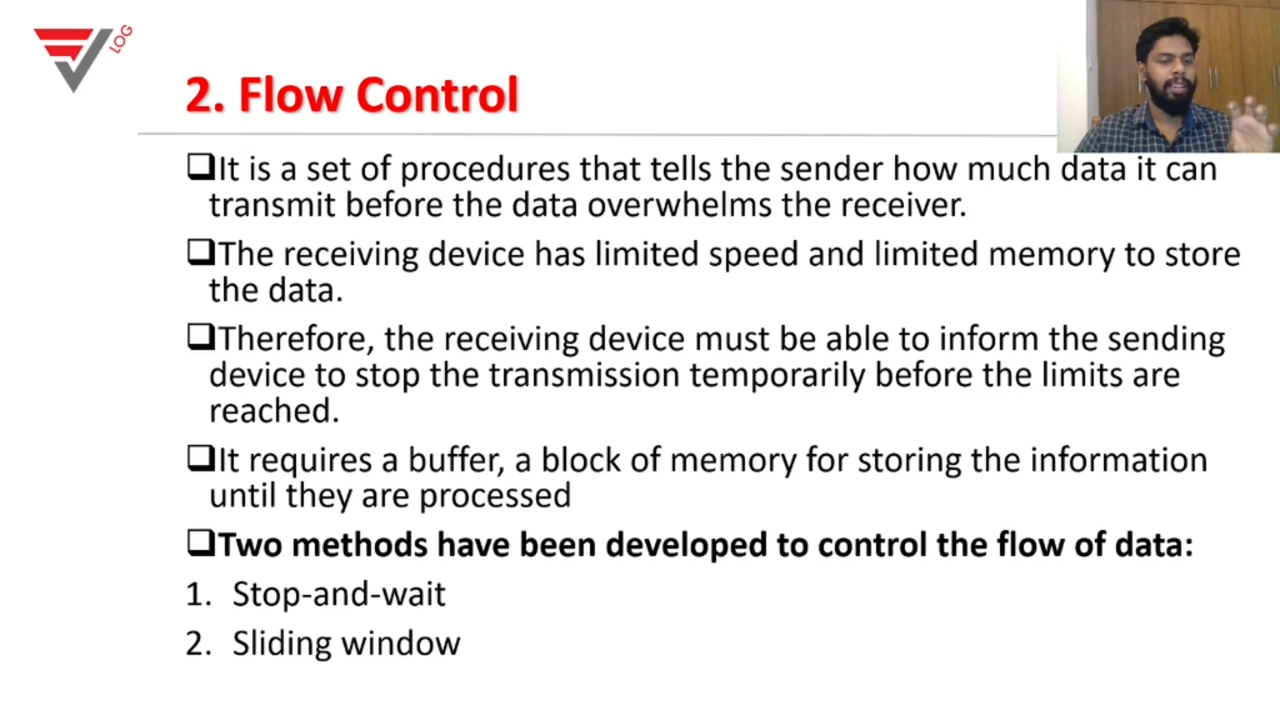 LOG
2. Flow Control
❑It is a set of procedures that tells the sender how much data it can
transmit before the data overwhelms the receiver.
❑The receiving device has limited speed and limited memory to store
the data.
❑Therefore, the receiving device must be able to inform the sending
device to stop the transmission temporarily before the limits are
reached.
❑It requires a buffer, a block of memory for storing the information
until they are processed
❑Two methods have been developed to control the flow of data:
1. Stop-and-wait
2. Sliding window